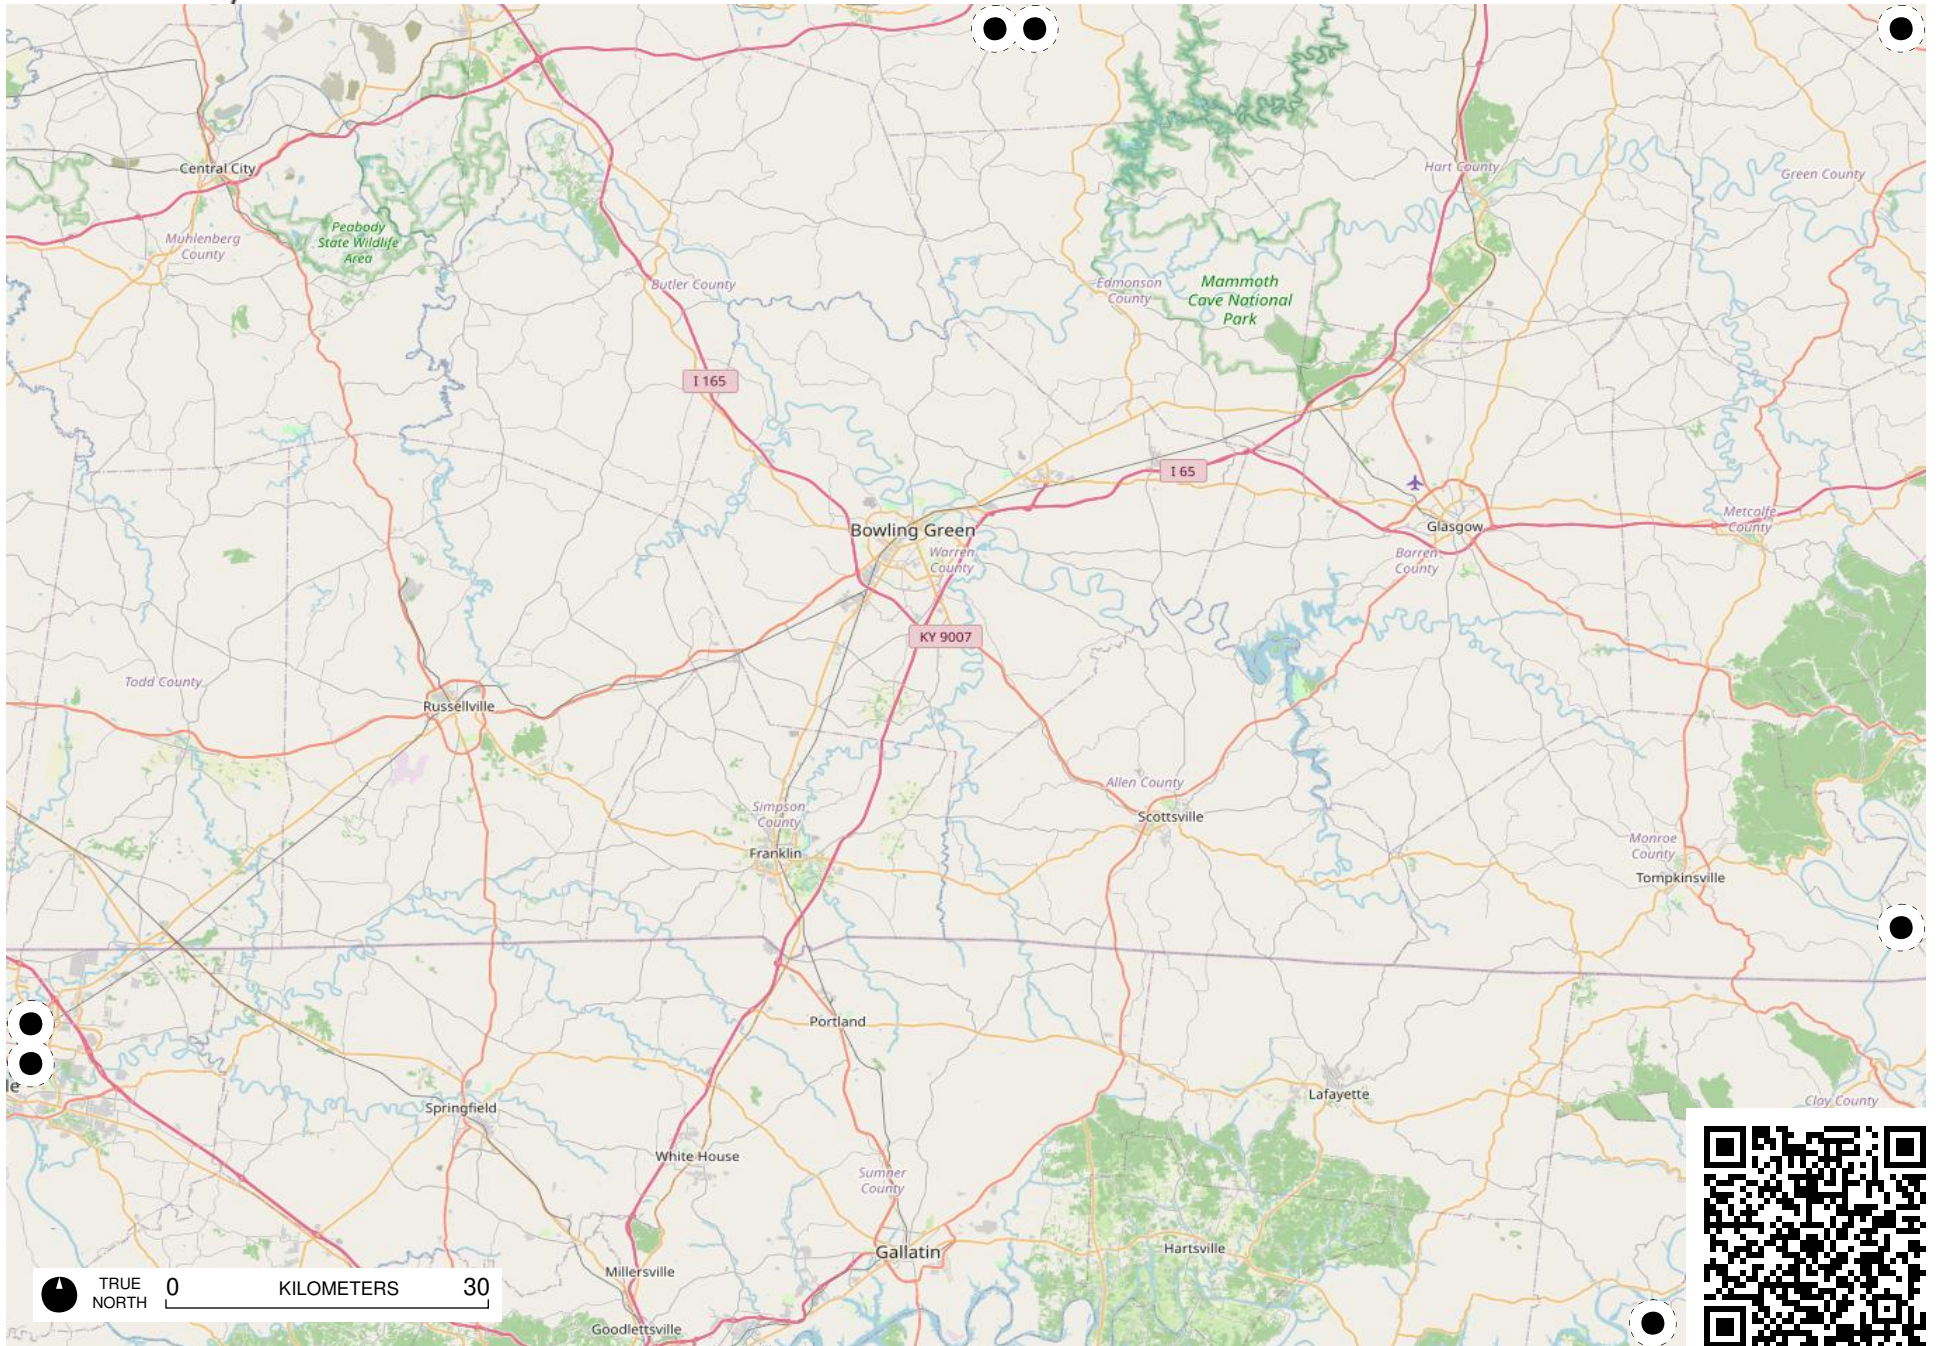 Central City
Hart County
Green County
Peabody
State Wildlife
Area
Muhlenberg
County
Butler County
Edmonson
County
Mammoth
Cave National
Park
I 165
I 65
Bowling Green
Warren
County
Glasgow
Metcalfe
County
Barren
County
KY 9007
Todd County
Russellville
Allen County
Scottsville
Simpson
County
Franklin
Monroe
County
Tompkinsville
Portland
le
Springfield
Lafayette
Clay County
White House
Sumner
County
Gallatin
Hartsville
Millersville
Goodlettsville
TRUE
NORTH
0 KILOMETERS 30